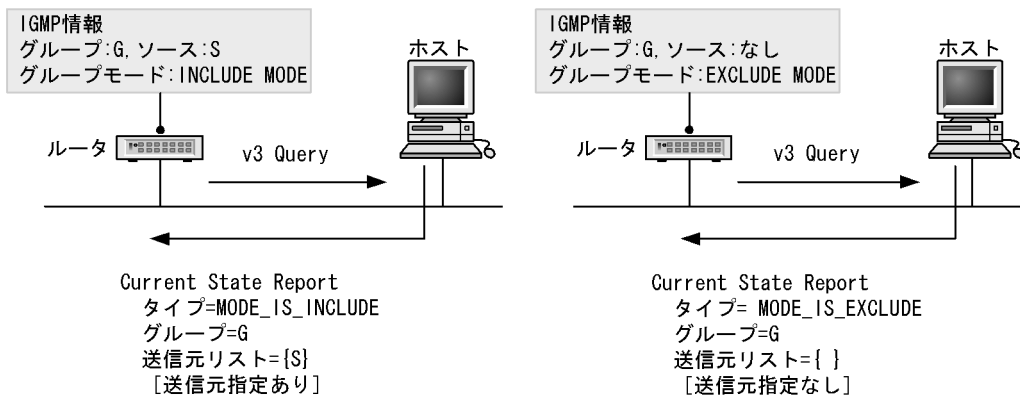 IGMP情報
グループ:G, ソース:S
グループモード:INCLUDE MODE
ホスト
ルータ
v3 Query
Current State Report
タイプ=MODE_IS_INCLUDE
グループ=G
送信元リスト={S}
[送信元指定あり]
IGMP情報
グループ:G, ソース:なし
グループモード:EXCLUDE MODE
ホスト
ルータ
v3 Query
Current State Report
タイプ= MODE_IS_EXCLUDE
グループ=G
送信元リスト={ }
[送信元指定なし]